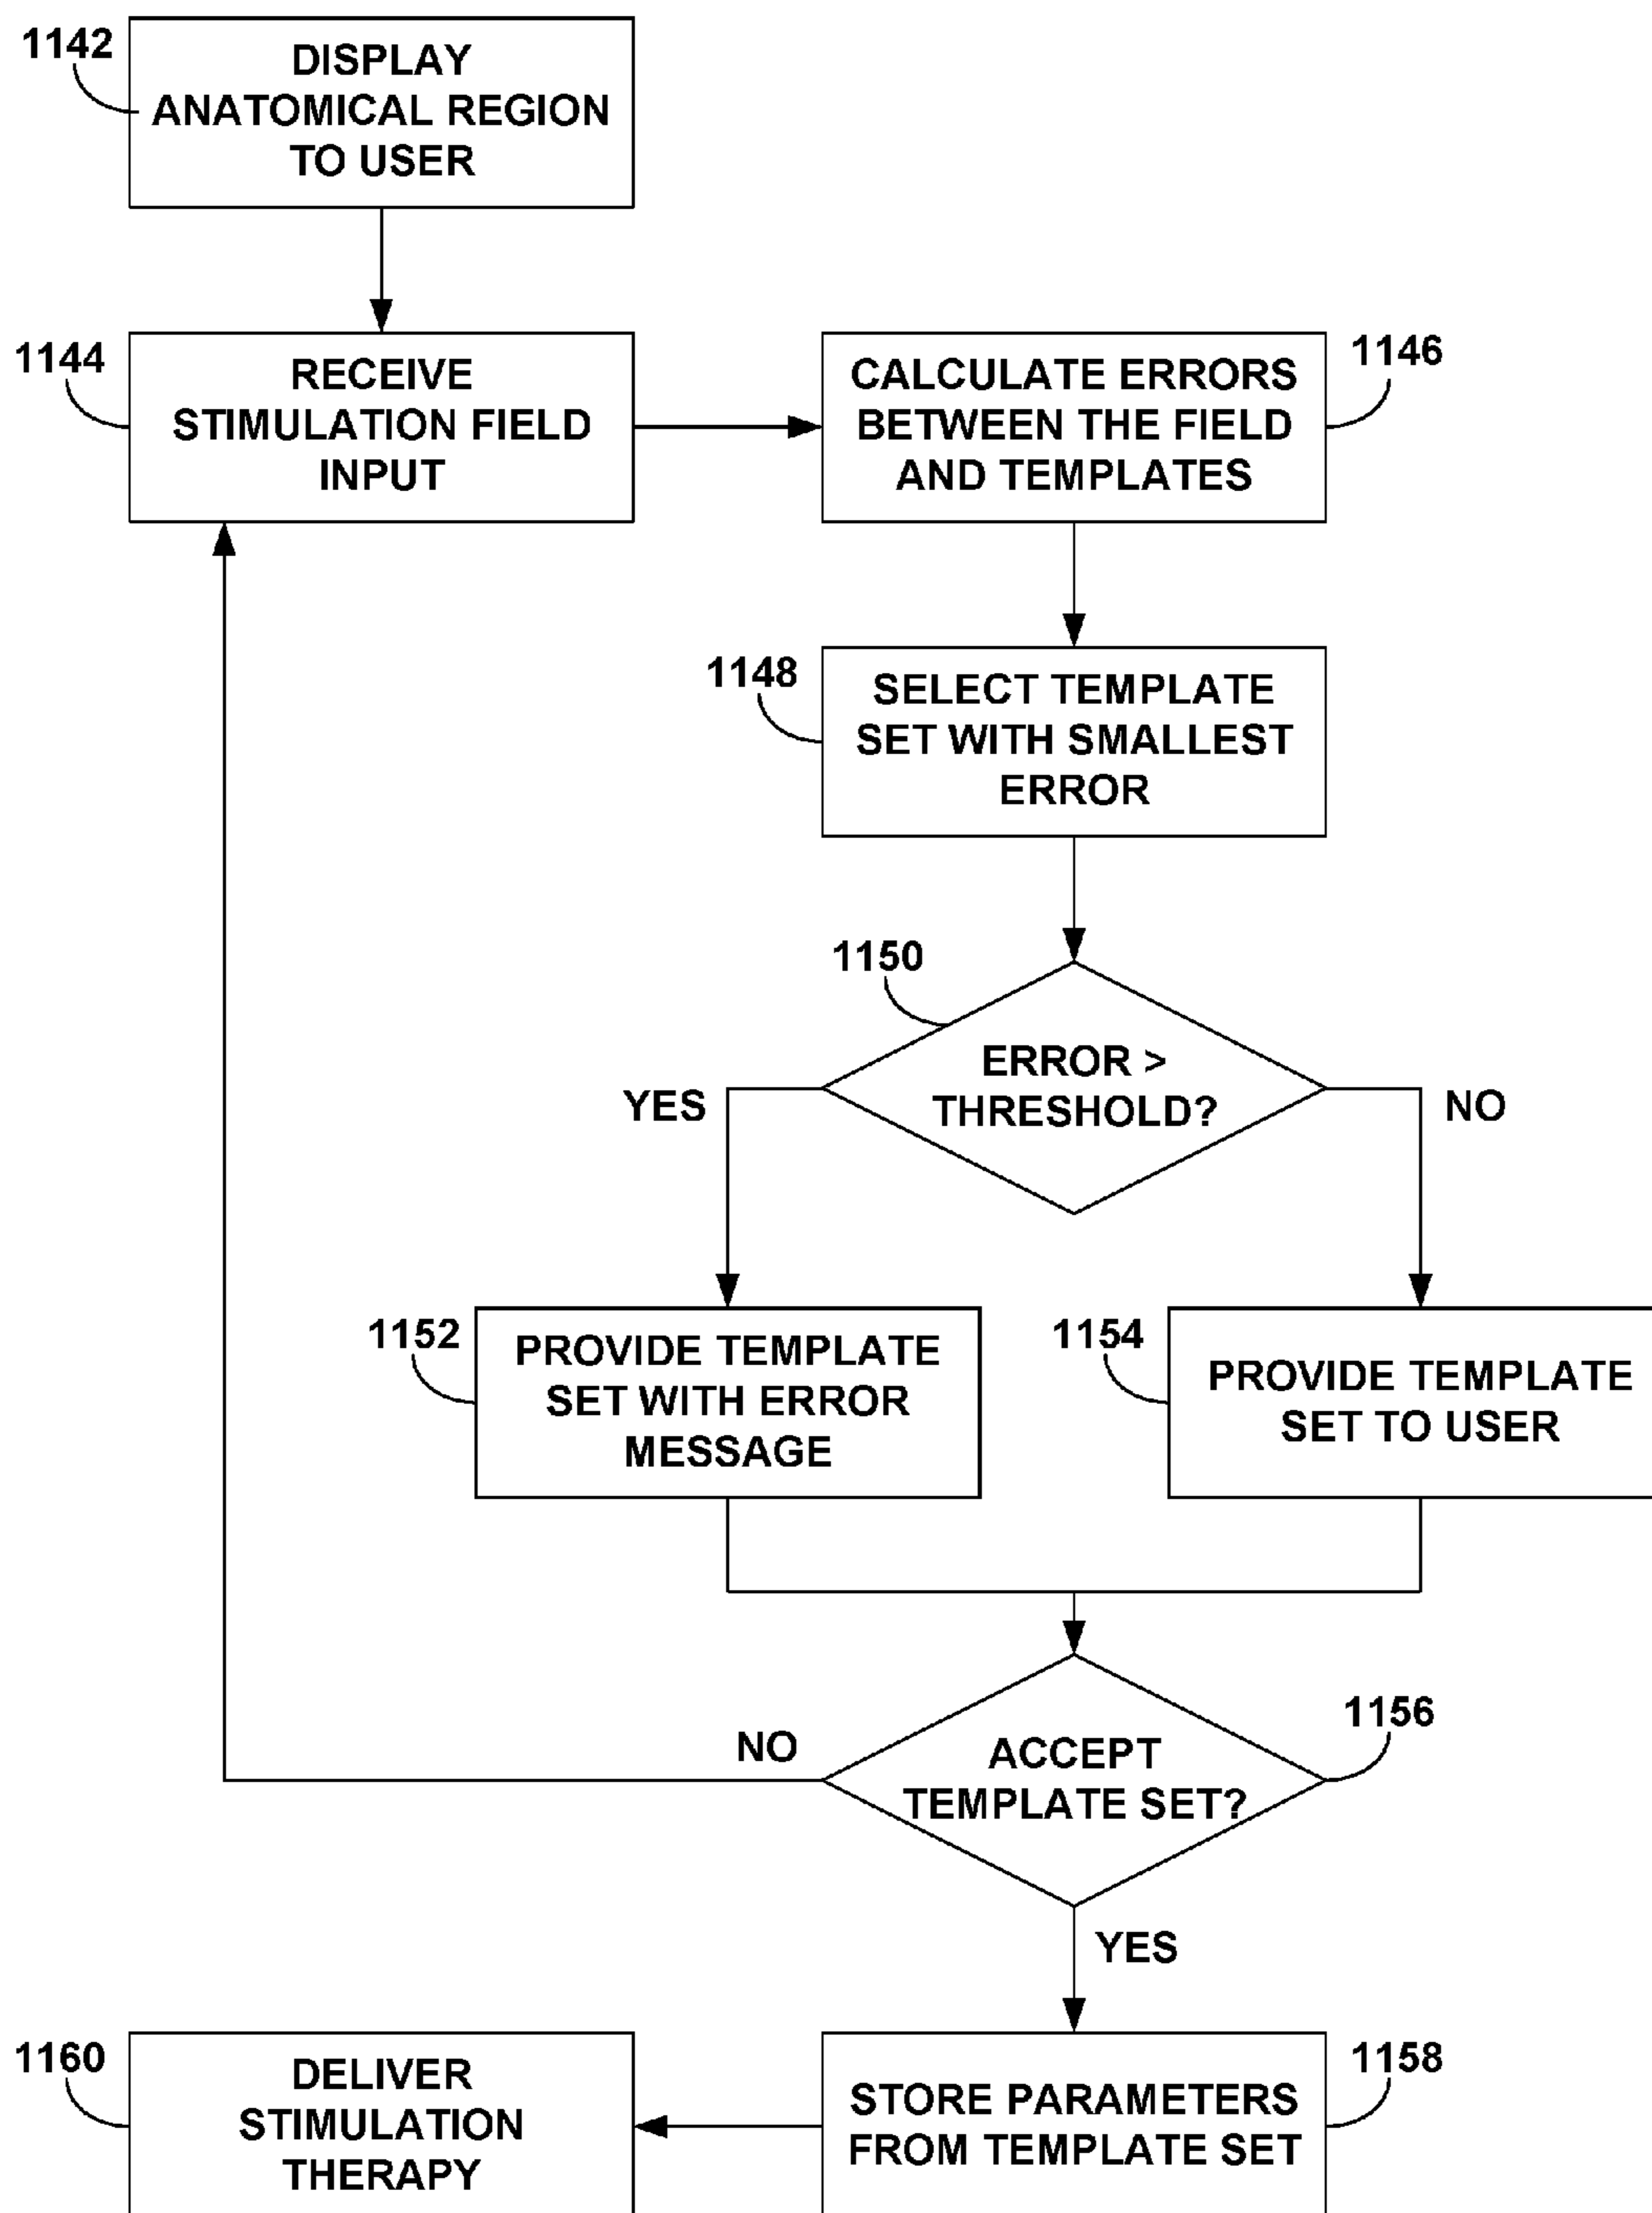 1142
DISPLAY
ANATOMICAL REGION
TO USER
1144
RECEIVE
STIMULATION FIELD
INPUT
1146
CALCULATE ERRORS
BETWEEN THE FIELD
AND TEMPLATES
1148
SELECT TEMPLATE
SET WITH SMALLEST
ERROR
1150
ERROR >
THRESHOLD?
YES
NO
1152
PROVIDE TEMPLATE
SET WITH ERROR
MESSAGE
1154
PROVIDE TEMPLATE
SET TO USER
1156
ACCEPT
TEMPLATE SET?
NO
YES
1158
STORE PARAMETERS
FROM TEMPLATE SET
1160
DELIVER
STIMULATION
THERAPY